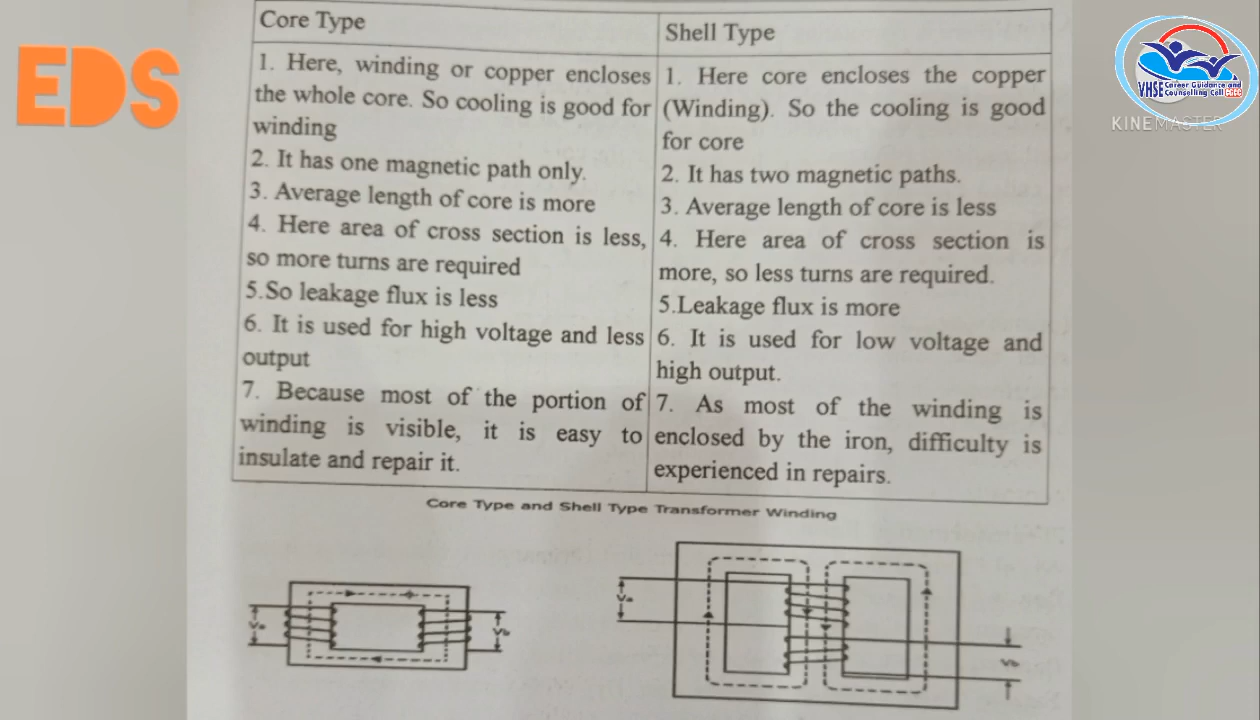 EDS
VHSE Career Guidance and
Counselling Cell
KINEMASTER
Core Type
1. Here, winding or copper encloses
the whole core. So cooling is good for
winding
2. It has one magnetic path only.
3. Average length of core is more
4. Here area of cross section is less,
so more turns are required
5.So leakage flux is less
6. It is used for high voltage and less
output
7. Because most of the portion of
winding is visible, it is easy to
insulate and repair it.
Shell Type
1. Here core encloses the copper
(Winding). So the cooling is good
for core
2. It has two magnetic paths.
3. Average length of core is less
4. Here area of cross section is
more, so less turns are required.
5.Leakage flux is more
6. It is used for low voltage and
high output.
7. As most of the winding is
enclosed by the iron, difficulty is
experienced in repairs.
Core Type and Shell Type Transformer Winding